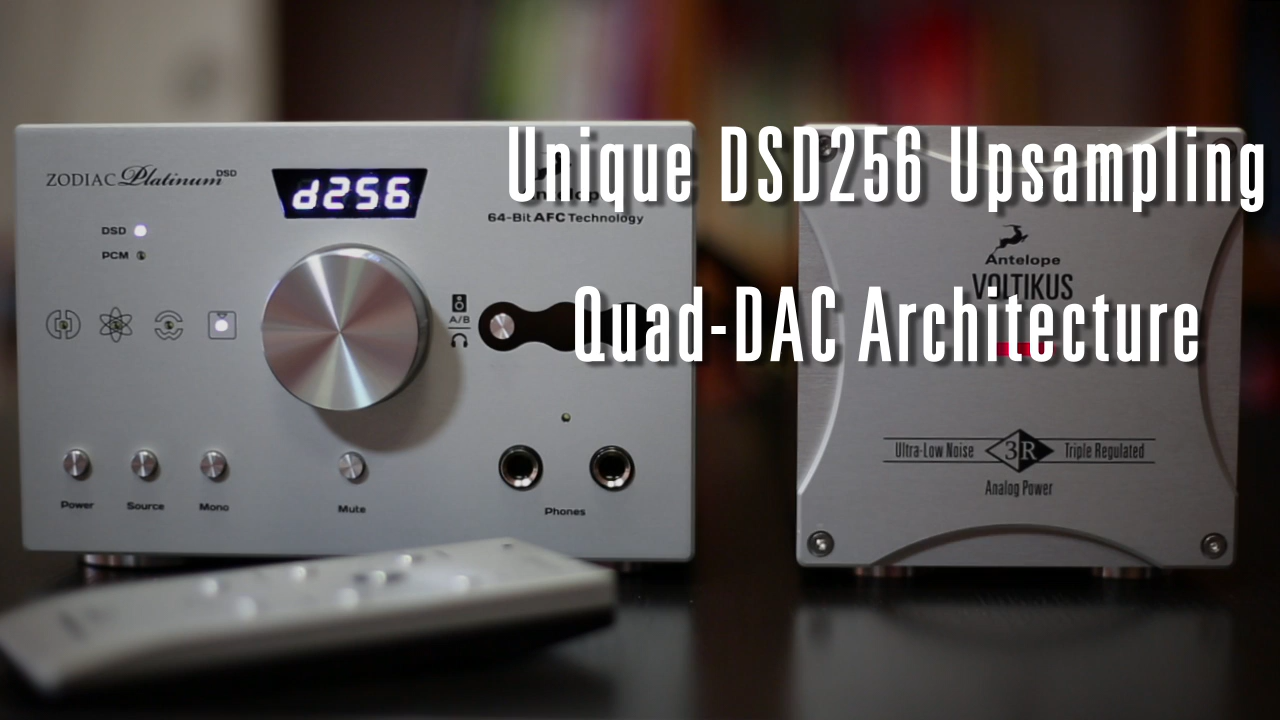 Unique DSD256 Upsampling
Quad-DAC Architecture
ZODIAC Platinum DSD
d256
Antelope
64-Bit AFC Technology
DSD
PCM
A/B
Power
Source
Mono
Mute
Phones
Antelope
VOLTIKUS
Ultra-Low Noise 3R Triple Regulated
Analog Power